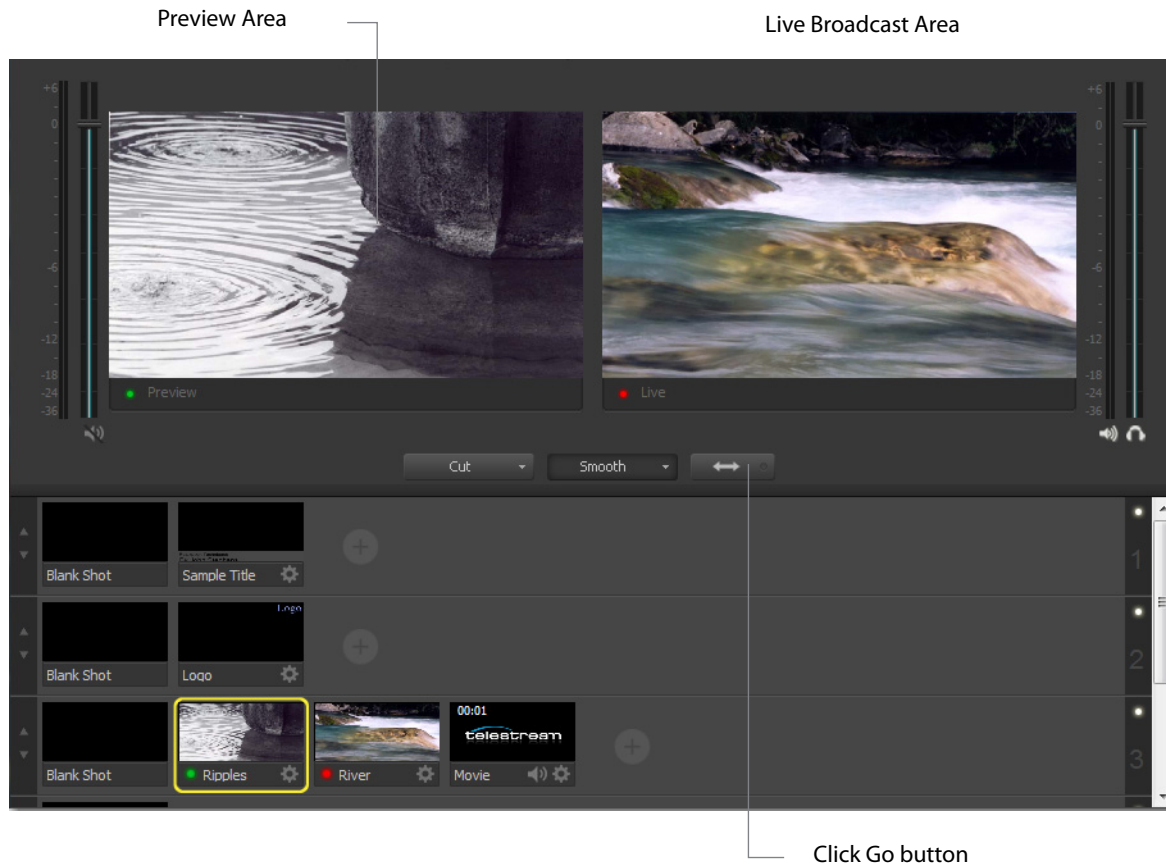 Preview Area
Live Broadcast Area
+6
0
-6
-12
-18
-24
-36
+6
0
-6
-12
-18
-24
-36
Preview
Live
Cut
Smooth
Blank Shot
Sample Title
1
Logo
Blank Shot
Logo
2
00:01
telestream
Blank Shot
Ripples
River
Movie
3
Click Go button